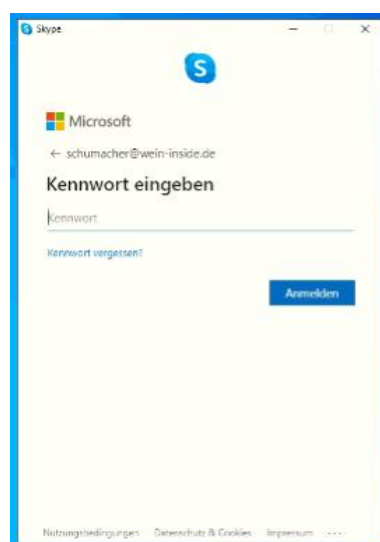 Skype
S
Microsoft
← schumacher@wein-inside.de
Kennwort eingeben
Kennwort
Kennwort vergessen?
Anmelden
Nutzungsbedingungen Datenschutz & Cookies Impressum ....